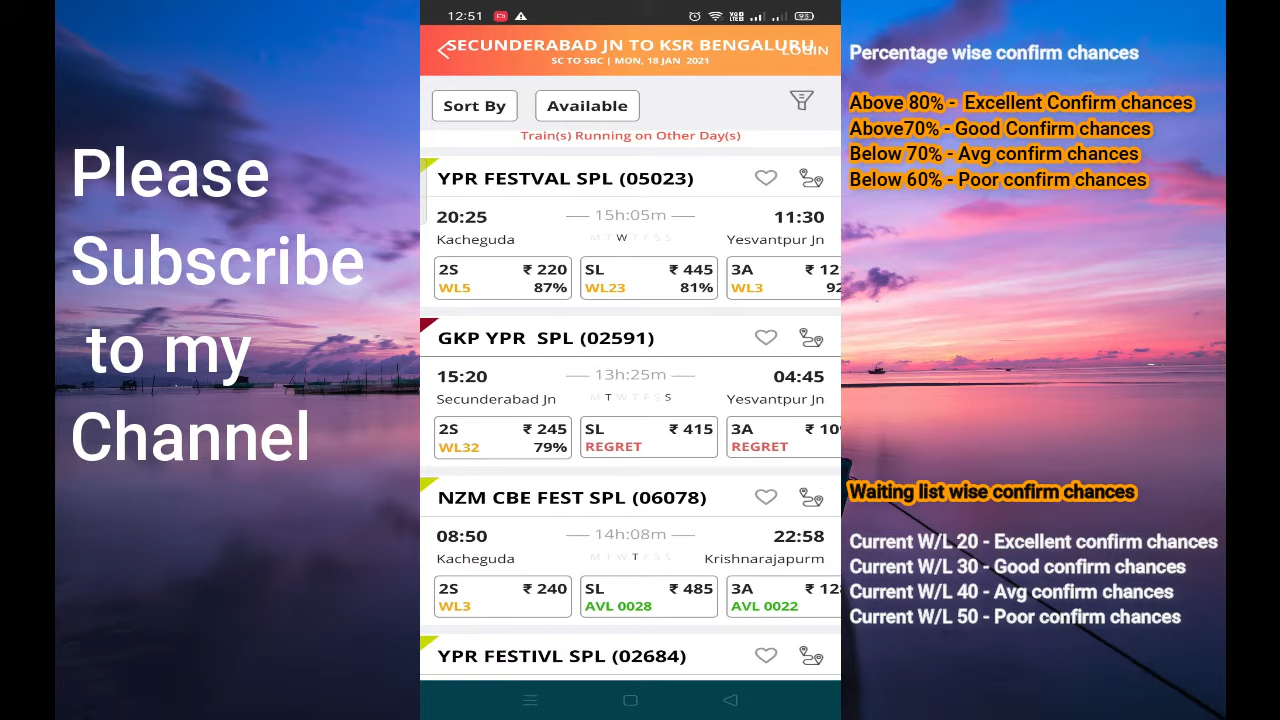 Please
Subscribe
to my
Channel
12:51
SECUNDERABAD JN TO KSR BENGALURU
LOGIN
SC TO SBC | MON, 18 JAN 2021
Sort By
Available
Train(s) Running on Other Day(s)
YPR FESTVAL SPL (05023)
20:25 15h:05m 11:30
Kacheguda M T W T F S S Yesvantpur Jn
2S ₹ 220 SL ₹ 445 3A ₹ 12
WL5 87% WL23 81% WL3 92
GKP YPR SPL (02591)
15:20 13h:25m 04:45
Secunderabad Jn M T W T F S S Yesvantpur Jn
2S ₹ 245 SL ₹ 415 3A ₹ 10
WL32 79% REGRET REGRET
NZM CBE FEST SPL (06078)
08:50 14h:08m 22:58
Kacheguda M T W T F S S Krishnarajapurm
2S ₹ 240 SL ₹ 485 3A ₹ 12
WL3 AVL 0028 AVL 0022
YPR FESTIVL SPL (02684)
Percentage wise confirm chances
Above 80% - Excellent Confirm chances
Above70% - Good Confirm chances
Below 70% - Avg confirm chances
Below 60% - Poor confirm chances
Waiting list wise confirm chances
Current W/L 20 - Excellent confirm chances
Current W/L 30 - Good confirm chances
Current W/L 40 - Avg confirm chances
Current W/L 50 - Poor confirm chances